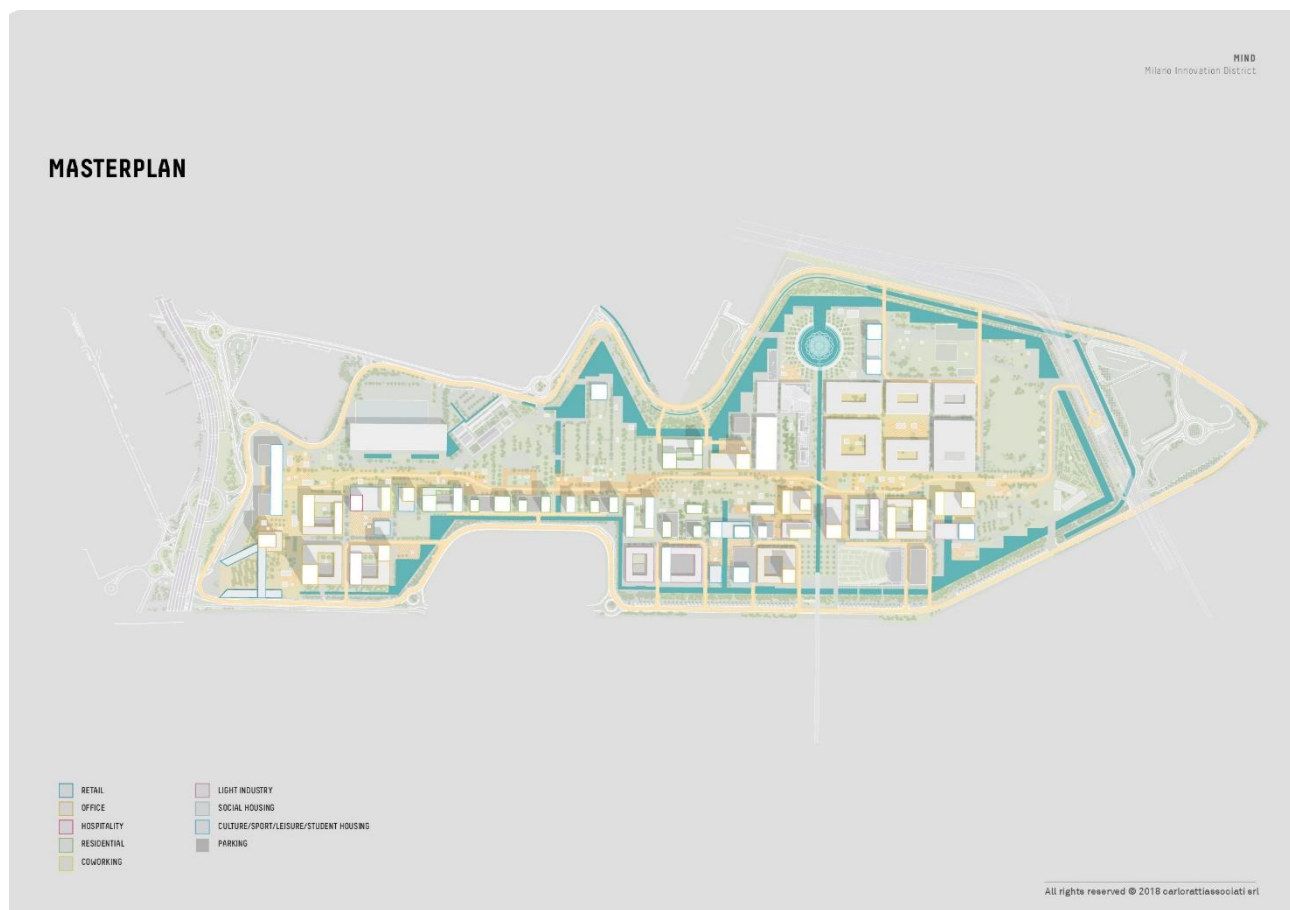 MIND
Milano Innovation District
MASTERPLAN
RETAIL
OFFICE
HOSPITALITY
RESIDENTIAL
COWORKING
LIGHT INDUSTRY
SOCIAL HOUSING
CULTURE/SPORT/LEISURE/STUDENT HOUSING
PARKING
All rights reserved © 2018 carlorattiassociati srl